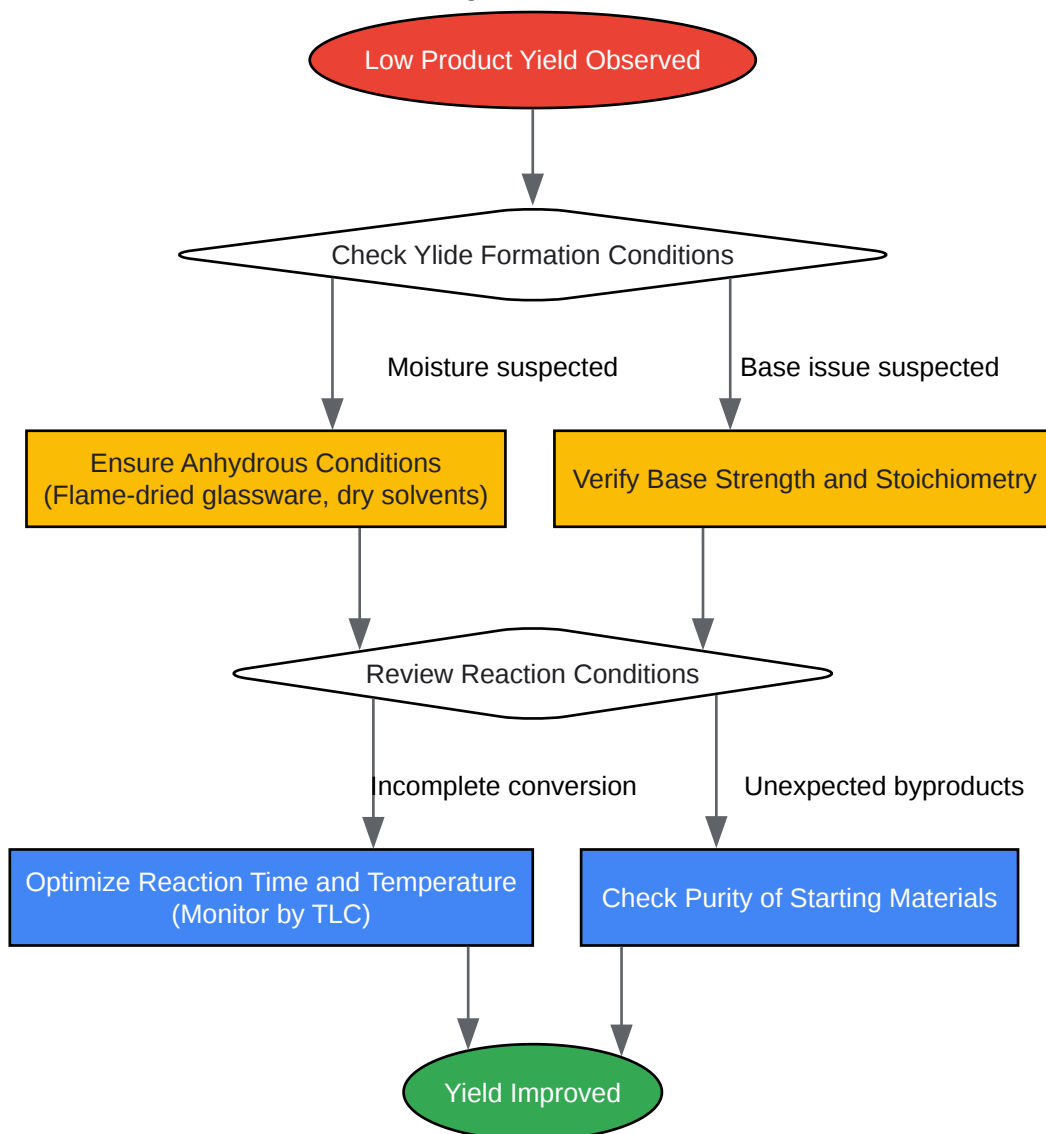 Low Product Yield Observed
Check Ylide Formation Conditions
Moisture suspected
Base issue suspected
Ensure Anhydrous Conditions
(Flame-dried glassware, dry solvents)
Verify Base Strength and Stoichiometry
Review Reaction Conditions
Incomplete conversion
Unexpected byproducts
Optimize Reaction Time and Temperature
(Monitor by TLC)
Check Purity of Starting Materials
Yield Improved